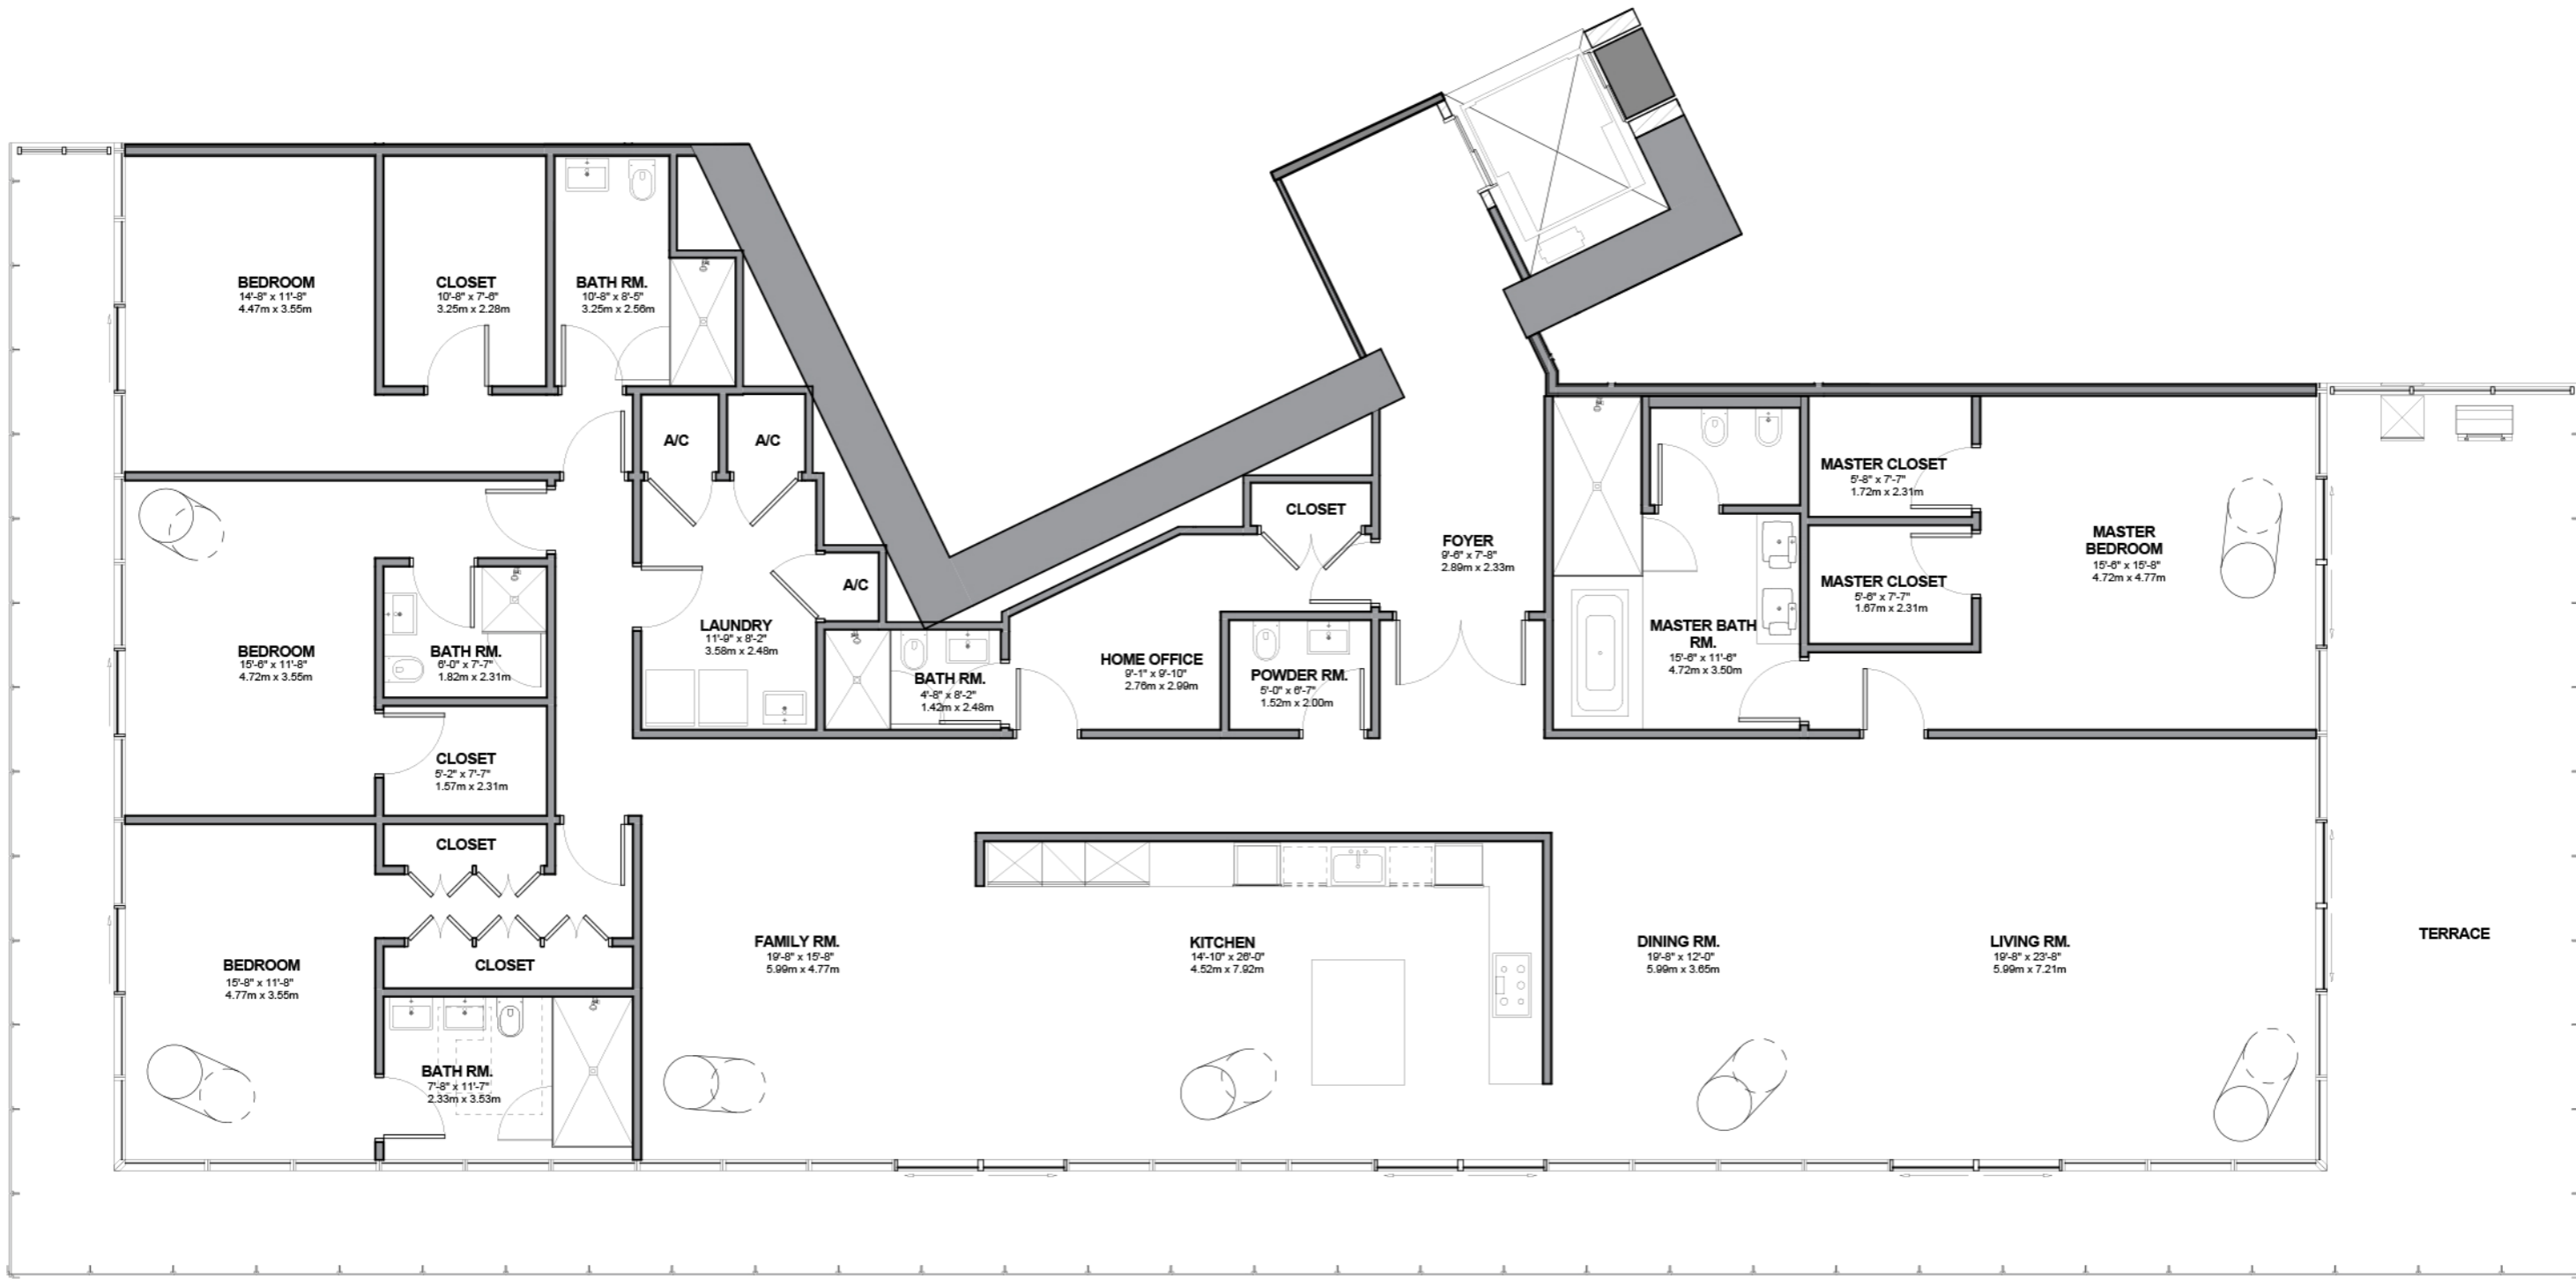 BEDROOM
14'-8" x 11'-8"
4.47m x 3.55m
CLOSET
10'-8" x 7'-6"
3.25m x 2.28m
BATH RM.
10'-8" x 8'-5"
3.25m x 2.56m
A/C
A/C
A/C
BEDROOM
15'-6" x 11'-8"
4.72m x 3.55m
BATH RM.
6'-0" x 7'-7"
1.82m x 2.31m
CLOSET
5'-2" x 7'-7"
1.57m x 2.31m
LAUNDRY
11'-9" x 8'-2"
3.58m x 2.48m
BATH RM.
4'-8" x 8'-2"
1.42m x 2.48m
HOME OFFICE
9'-1" x 9'-10"
2.76m x 2.99m
CLOSET
POWDER RM.
5'-0" x 6'-7"
1.52m x 2.00m
FOYER
9'-6" x 7'-8"
2.89m x 2.33m
MASTER BATH
RM.
15'-6" x 11'-6"
4.72m x 3.50m
MASTER CLOSET
5'-8" x 7'-7"
1.72m x 2.31m
MASTER CLOSET
5'-6" x 7'-7"
1.67m x 2.31m
MASTER
BEDROOM
15'-6" x 15'-8"
4.72m x 4.77m
CLOSET
CLOSET
BEDROOM
15'-8" x 11'-8"
4.77m x 3.55m
BATH RM.
7'-8" x 11'-7"
2.33m x 3.53m
FAMILY RM.
19'-8" x 15'-8"
5.99m x 4.77m
KITCHEN
14'-10" x 26'-0"
4.52m x 7.92m
DINING RM.
19'-8" x 12'-0"
5.99m x 3.65m
LIVING RM.
19'-8" x 23'-8"
5.99m x 7.21m
TERRACE